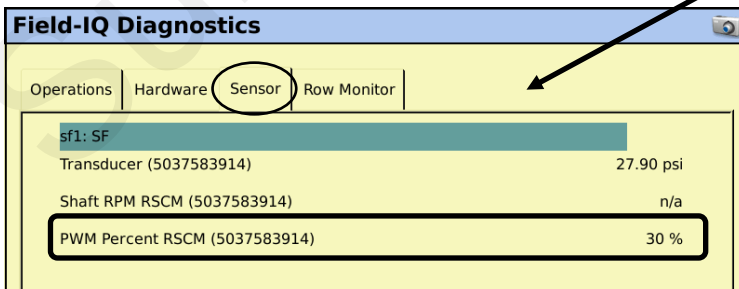 Field-IQ Diagnostics
Operations Hardware Sensor Row Monitor
sf1: SF
Transducer (5037583914) 27.90 psi
Shaft RPM RSCM (5037583914) n/a
PWM Percent RSCM (5037583914) 30 %